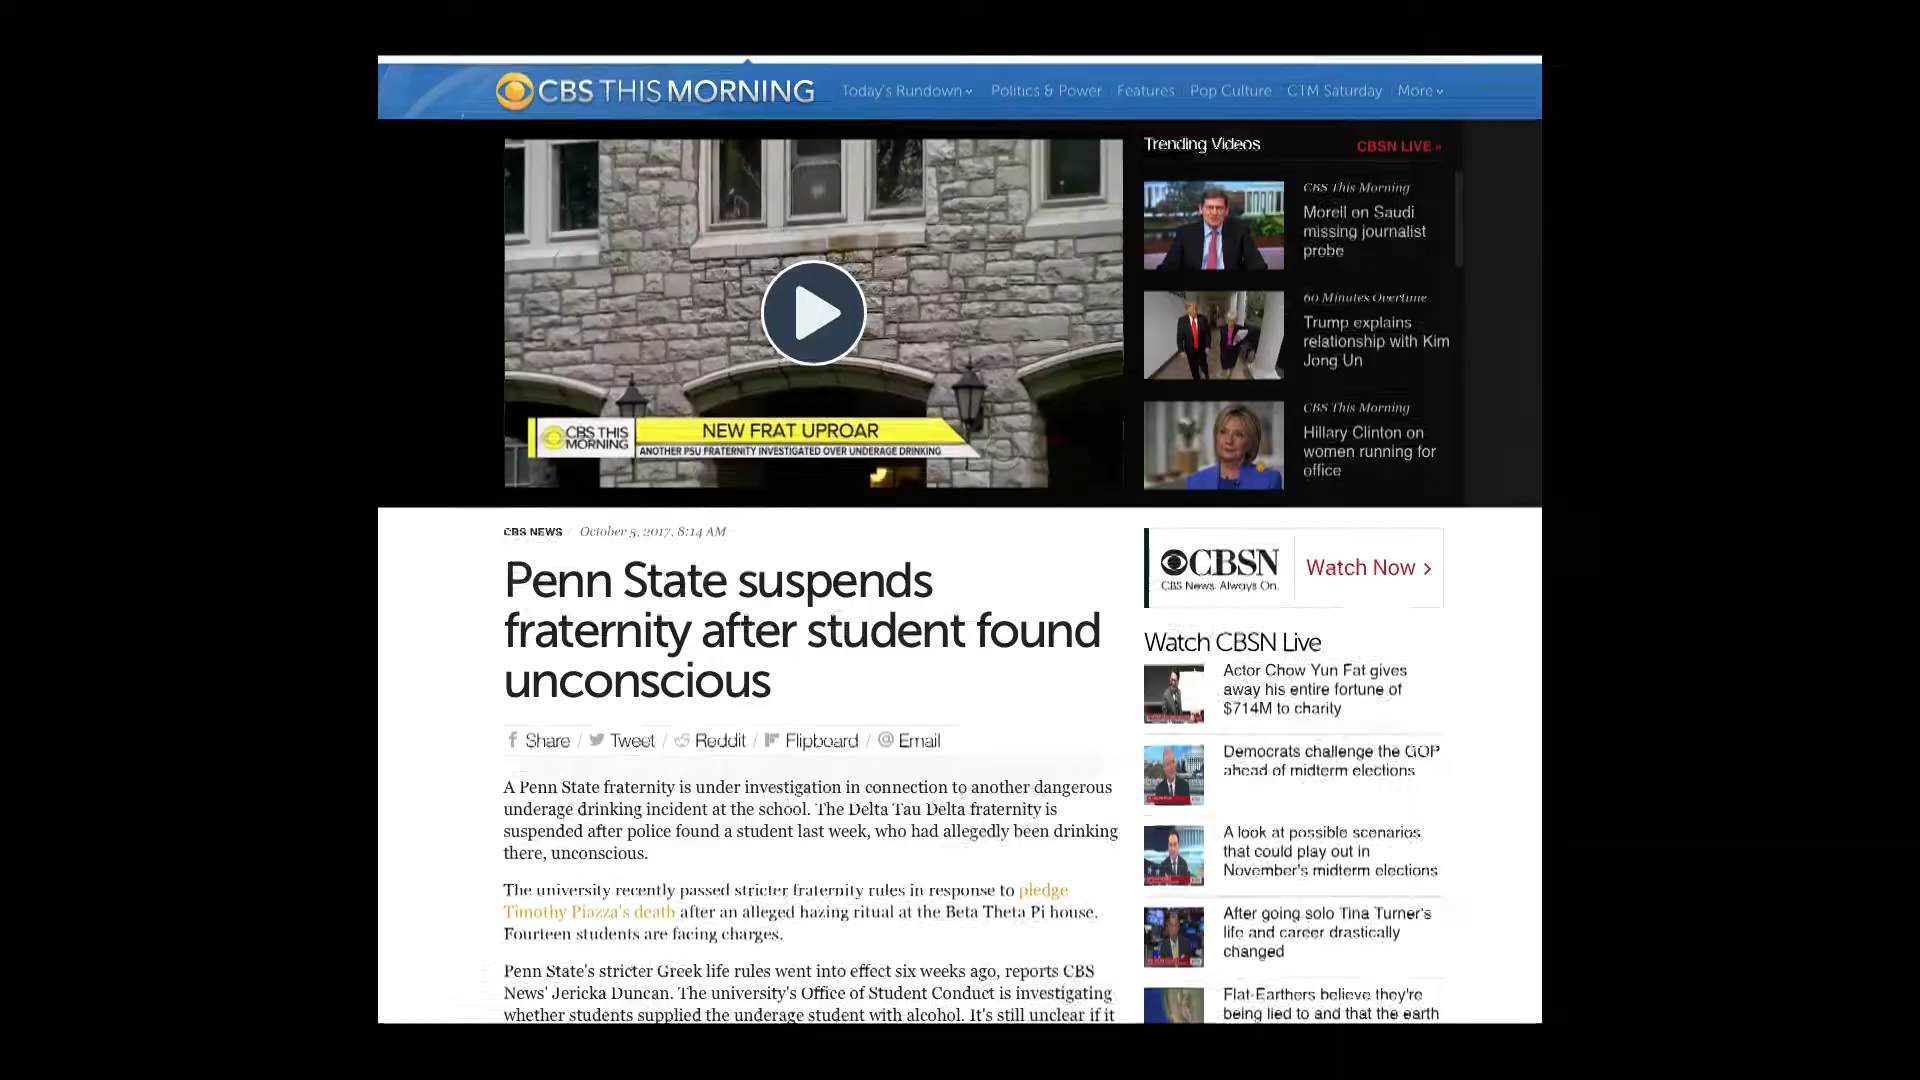 CBS THIS MORNING
Today's Rundown
Politics & Power
Features
Pop Culture
CTM Saturday
More
CBS THIS
MORNING
NEW FRAT UPROAR
ANOTHER PSU FRATERNITY INVESTIGATED OVER UNDERAGE DRINKING
Trending Videos
CBSN LIVE »
CBS This Morning
Morell on Saudi
missing journalist
probe
60 Minutes Overtime
Trump explains
relationship with Kim
Jong Un
CBS This Morning
Hillary Clinton on
women running for
office
CBS NEWS / October 5, 2017, 8:14 AM
Penn State suspends
fraternity after student found
unconscious
Share / Tweet / Reddit / Flipboard / @ Email
A Penn State fraternity is under investigation in connection to another dangerous
underage drinking incident at the school. The Delta Tau Delta fraternity is
suspended after police found a student last week, who had allegedly been drinking
there, unconscious.
The university recently passed stricter fraternity rules in response to pledge
Timothy Piazza's death after an alleged hazing ritual at the Beta Theta Pi house.
Fourteen students are facing charges.
Penn State's stricter Greek life rules went into effect six weeks ago, reports CBS
News' Jericka Duncan. The university's Office of Student Conduct is investigating
whether students supplied the underage student with alcohol. It's still unclear if it
CBSN
CBS News. Always On.
Watch Now ›
Watch CBSN Live
Actor Chow Yun Fat gives
away his entire fortune of
$714M to charity
Democrats challenge the GOP
ahead of midterm elections
A look at possible scenarios
that could play out in
November's midterm elections
After going solo Tina Turner's
life and career drastically
changed
Flat-Earthers believe they're
being lied to and that the earth